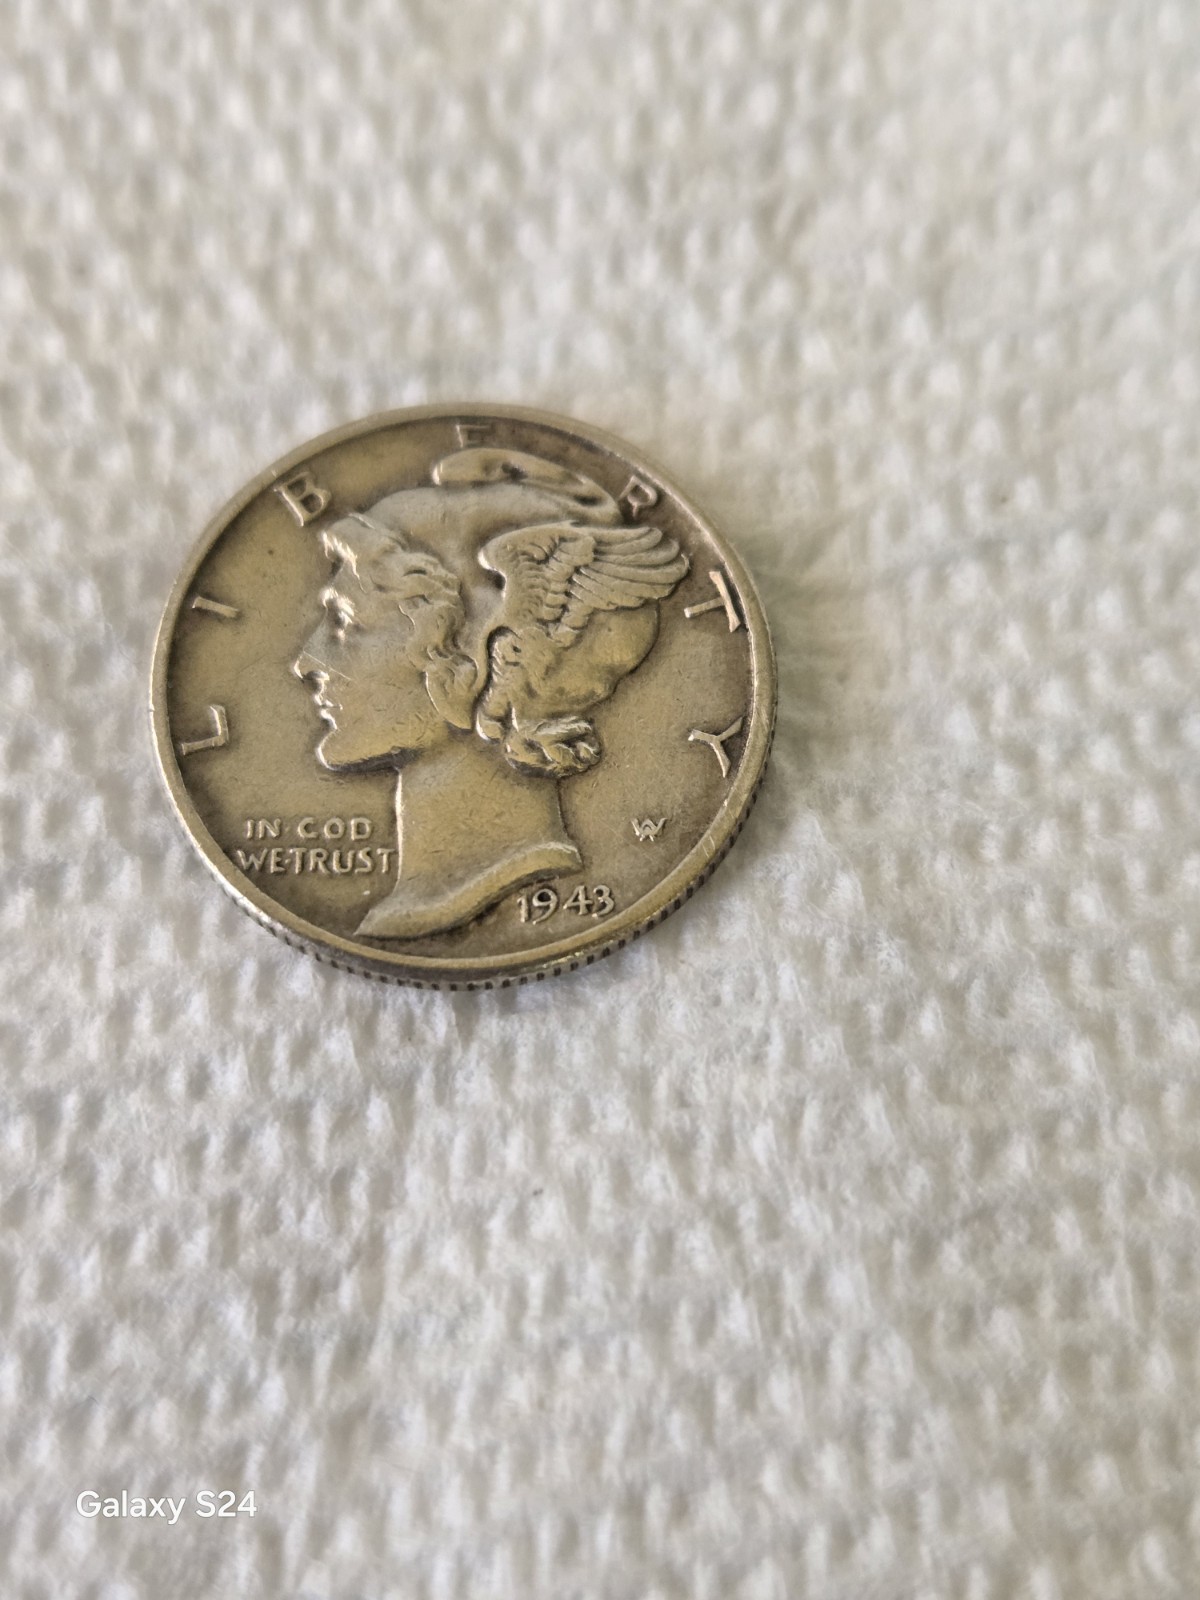 LIBERTY
IN GOD
WE TRUST
1943
W
Galaxy S24